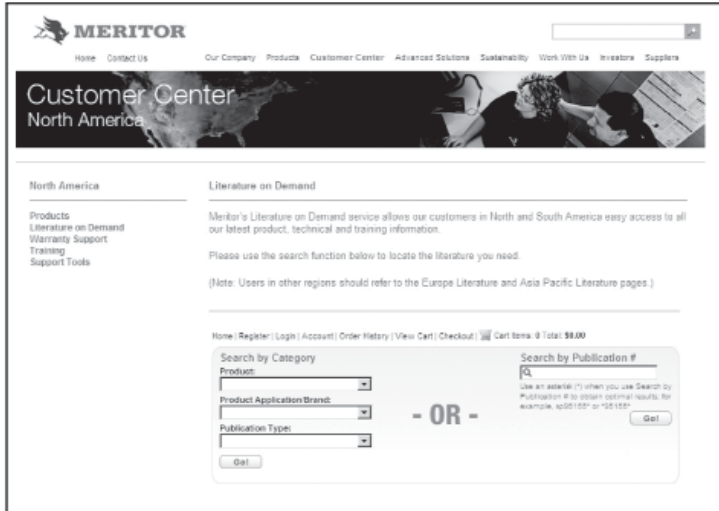 MERITOR
Home Contact Us Our Company Products Customer Center Advanced Solutions Sustainability Work With Us Investors Suppliers
Customer Center
North America
North America
Products
Literature on Demand
Warranty Support
Training
Support Tools
Literature on Demand
Meritor's Literature on Demand service allows our customers in North and South America easy access to all
our latest product, technical and training information.
Please use the search function below to locate the literature you need.
(Note: Users in other regions should refer to the Europe Literature and Asia Pacific Literature pages.)
Home | Register | Login | Account | Order History | View Cart | Checkout | Cart Items: 0 Total: $0.00
Search by Category
Product:
Product Application/Brand:
Publication Type:
Go!
- OR -
Search by Publication #
Use an asterisk (*) when you use Search by
Publication # to obtain optimal results, for
example, sp95155* or *95155*
Go!